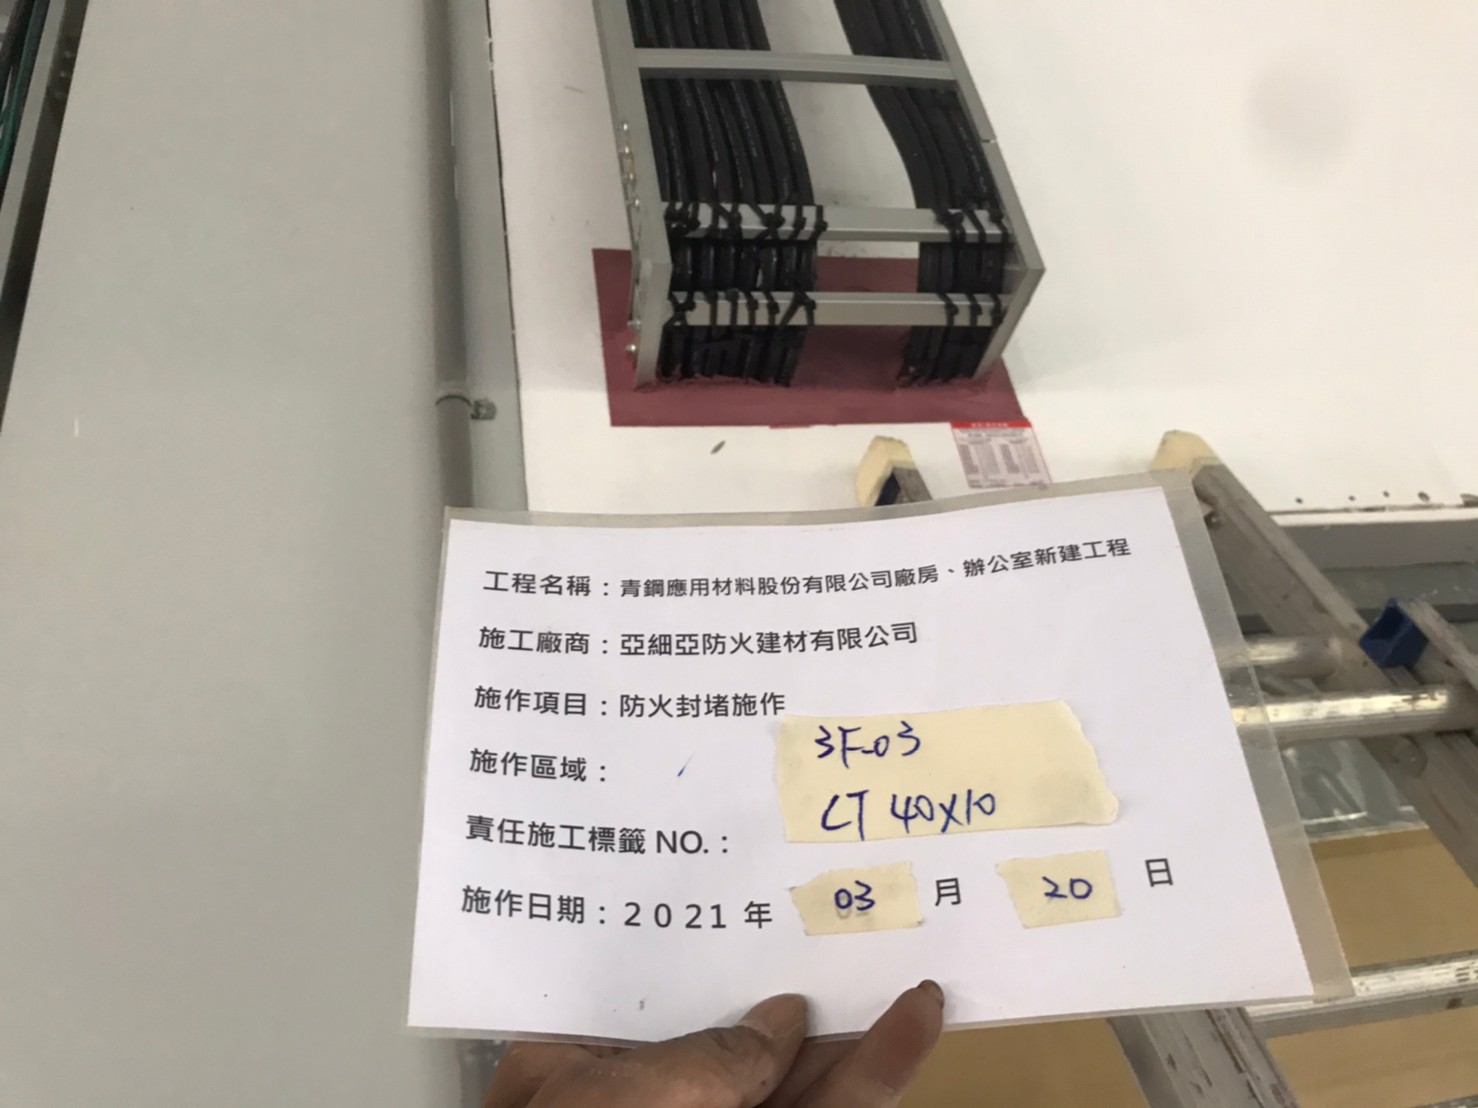 工程名稱：青鋼應用材料股份有限公司廠房、辦公室新建工程
施工廠商：亞細亞防火建材有限公司
施作項目：防火封堵施作
施作區域：
3F-03
CT 40X10
責任施工標籤 NO.：
施作日期：2021 年 03 月 20 日